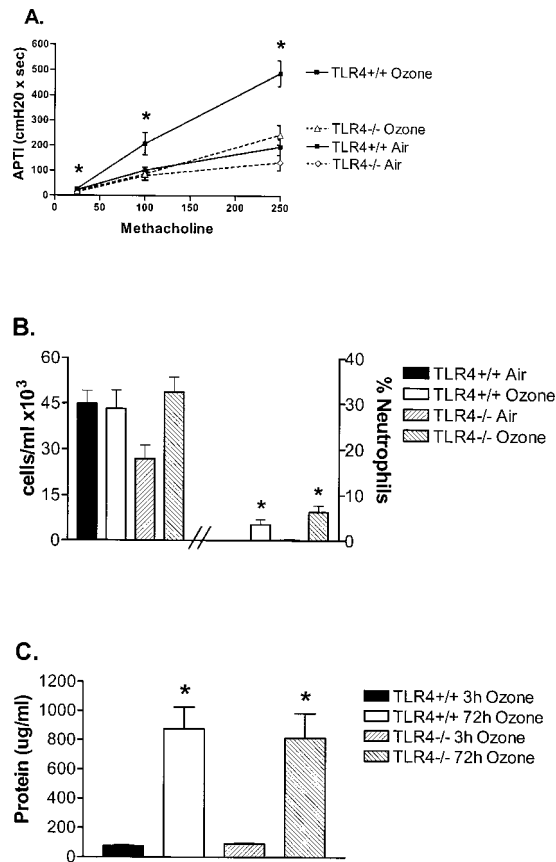 A.
APTI (cmH20 x sec)
600
500
400
300
200
100
0
*
*
*
0
50
100
150
200
250
Methacholine
TLR4+/+ Ozone
TLR4-/- Ozone
TLR4+/+ Air
TLR4-/- Air
B.
cells/ml x10³
60
45
30
15
0
*
*
40
30
20
10
0
% Neutrophils
TLR4+/+ Air
TLR4+/+ Ozone
TLR4-/- Air
TLR4-/- Ozone
C.
Protein (ug/ml)
1200
1000
800
600
400
200
0
*
*
TLR4+/+ 3h Ozone
TLR4+/+ 72h Ozone
TLR4-/- 3h Ozone
TLR4-/- 72h Ozone